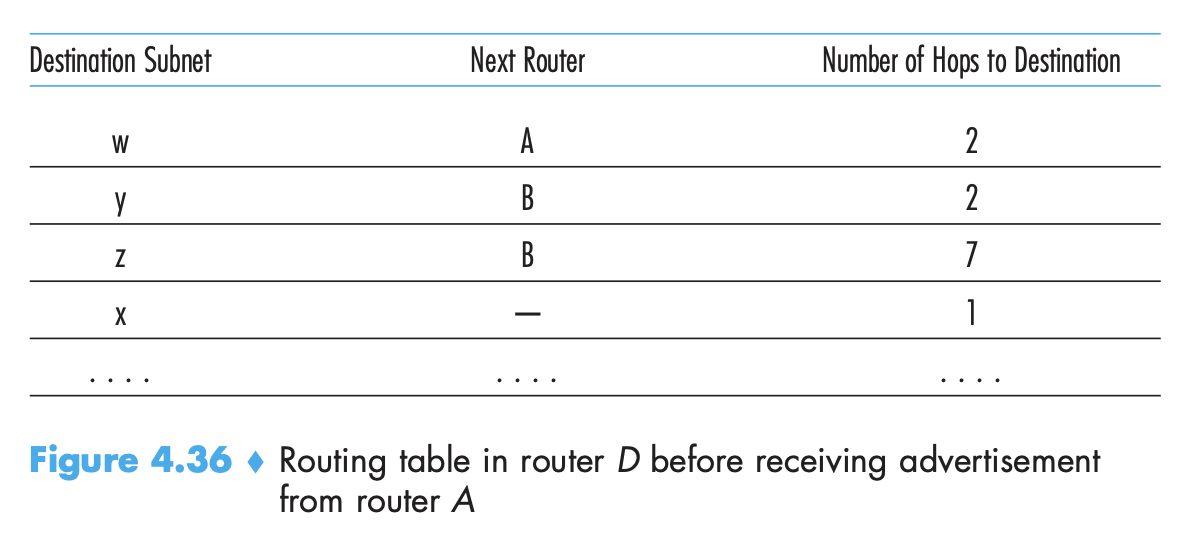 Destination Subnet Next Router Number of Hops to Destination
w A 2
y B 2
z B 7
x — 1
. . . . . . . . . . . .
Figure 4.36 ♦ Routing table in router D before receiving advertisement
from router A